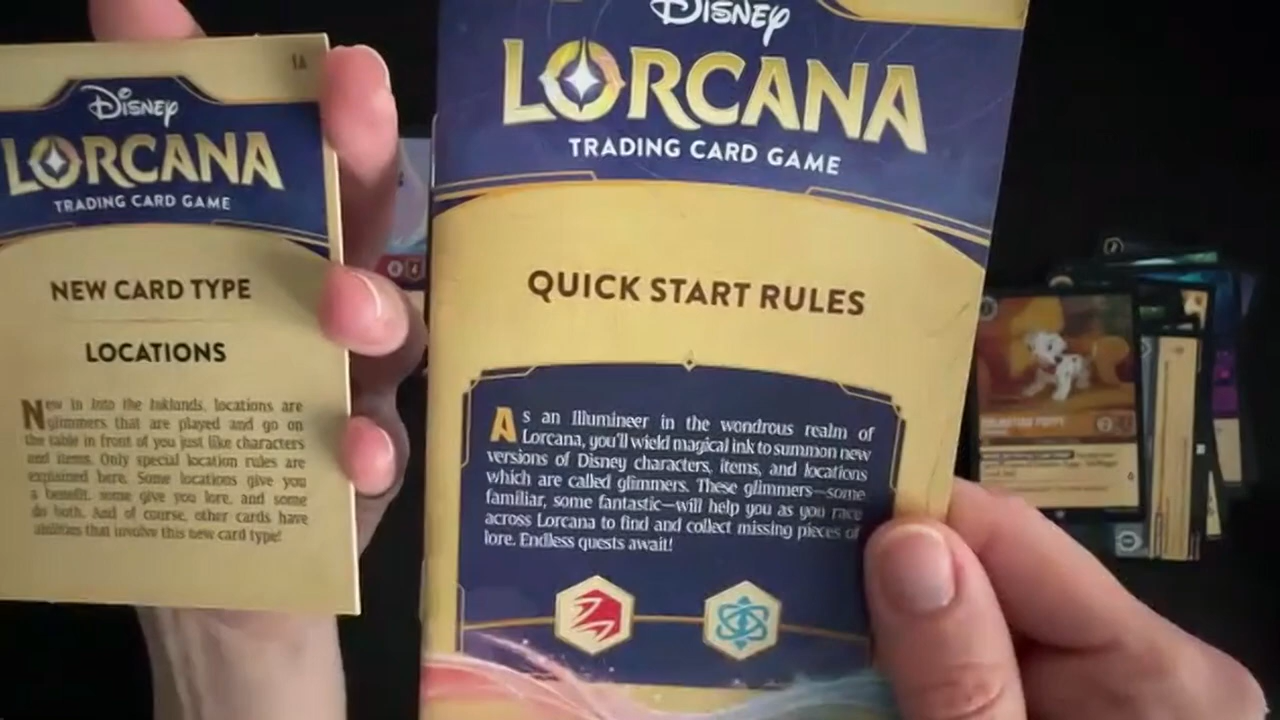 1A
DISNEY
LORCANA
TRADING CARD GAME
NEW CARD TYPE
LOCATIONS
New in Into the Inklands, locations are
glimmers that are played and go on
the table in front of you just like characters
and items. Only special location rules are
explained here. Some locations give you
a benefit, some give you lore, and some
do both. And of course, other cards have
abilities that involve this new card type!
DISNEY
LORCANA
TRADING CARD GAME
QUICK START RULES
As an Illumineer in the wondrous realm of
Lorcana, you'll wield magical ink to summon new
versions of Disney characters, items, and locations
which are called glimmers. These glimmers—some
familiar, some fantastic—will help you as you race
across Lorcana to find and collect missing pieces of
lore. Endless quests await!